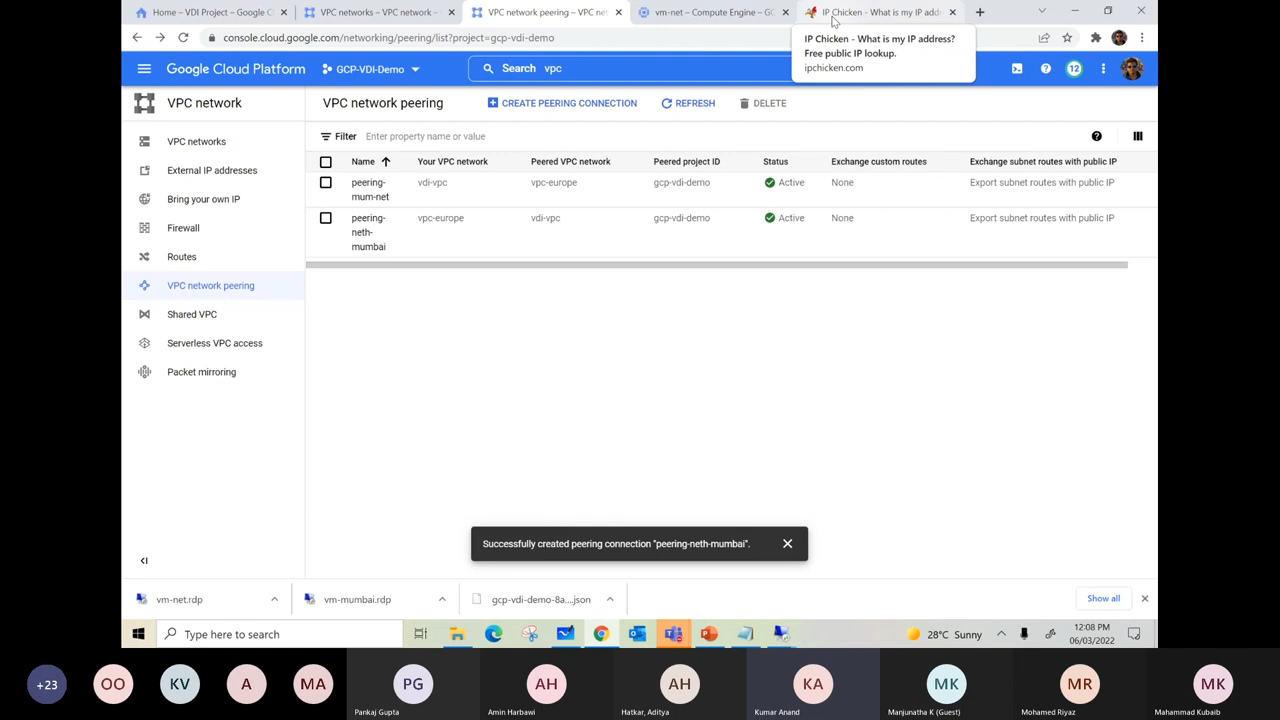 Home – VDI Project – Google C
VPC networks – VPC network –
VPC network peering – VPC net
vm-net – Compute Engine – GC
IP Chicken - What is my IP addr
console.cloud.google.com/networking/peering/list?project=gcp-vdi-demo
IP Chicken - What is my IP address?
Free public IP lookup.
ipchicken.com
Google Cloud Platform
GCP-VDI-Demo
Search vpc
12
VPC network
VPC network peering
CREATE PEERING CONNECTION
REFRESH
DELETE
VPC networks
External IP addresses
Bring your own IP
Firewall
Routes
VPC network peering
Shared VPC
Serverless VPC access
Packet mirroring
Filter Enter property name or value
Name Your VPC network Peered VPC network Peered project ID Status Exchange custom routes Exchange subnet routes with public IP
peering-mum-net vdi-vpc vpc-europe gcp-vdi-demo Active None Export subnet routes with public IP
peering-neth-mumbai vpc-europe vdi-vpc gcp-vdi-demo Active None Export subnet routes with public IP
Successfully created peering connection "peering-neth-mumbai".
vm-net.rdp
vm-mumbai.rdp
gcp-vdi-demo-8a....json
Show all
Type here to search
28°C Sunny
12:08 PM
06/03/2022
+23
OO
KV
A
MA
PG
Pankaj Gupta
AH
Amin Harbawi
AH
Hatkar, Aditya
KA
Kumar Anand
MK
Manjunatha K (Guest)
MR
Mohamed Riyaz
MK
Mahammad Kubaib